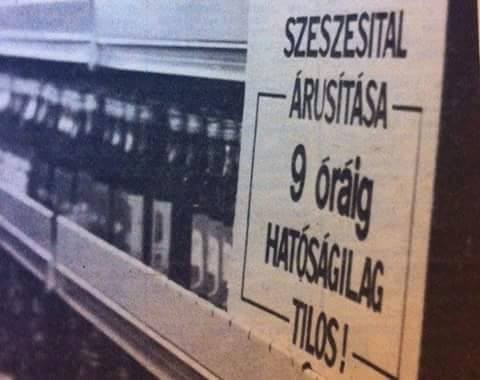 SZESZESITAL
ÁRUSÍTÁSA
9 óráig
HATÓSÁGILAG
TILOS!